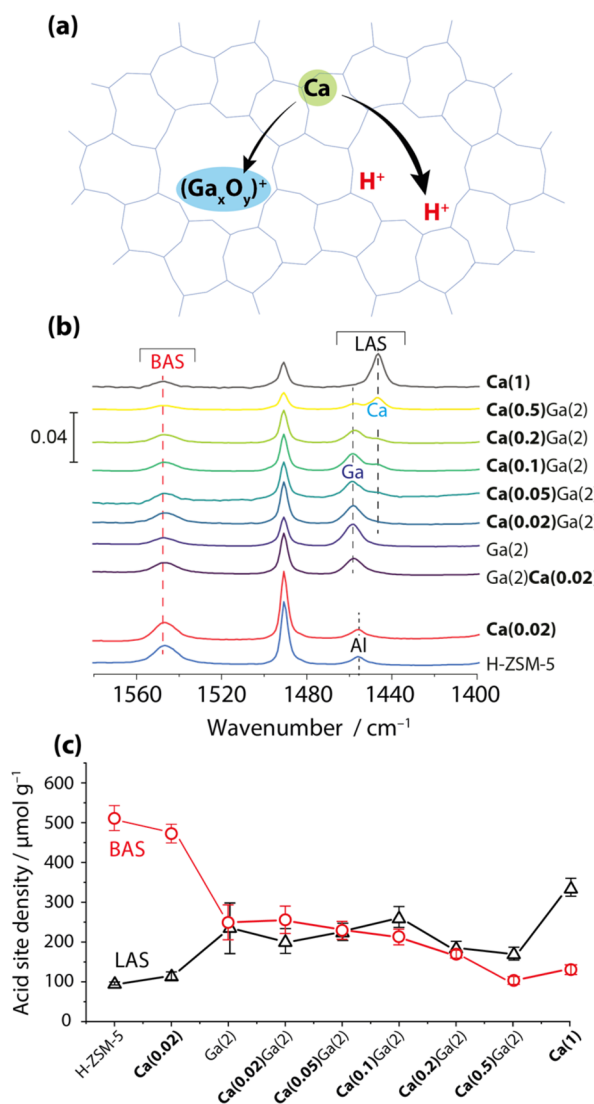 (a)
Ca
(GaₓOᵧ)⁺
H⁺
H⁺
(b)
BAS
LAS
Ca(1)
Ca
Ca(0.5)Ga(2)
0.04
Ca(0.2)Ga(2)
Ca(0.1)Ga(2)
Ga
Ca(0.05)Ga(2
Ca(0.02)Ga(2
Ga(2)
Ga(2)Ca(0.02
Ca(0.02)
Al
H-ZSM-5
1560 1520 1480 1440 1400
Wavenumber / cm⁻¹
(c)
Acid site density / µmol g⁻¹
600
500
400
300
200
100
0
BAS
LAS
H-ZSM-5
Ca(0.02)
Ga(2)
Ca(0.02)Ga(2)
Ca(0.05)Ga(2)
Ca(0.1)Ga(2)
Ca(0.2)Ga(2)
Ca(0.5)Ga(2)
Ca(1)